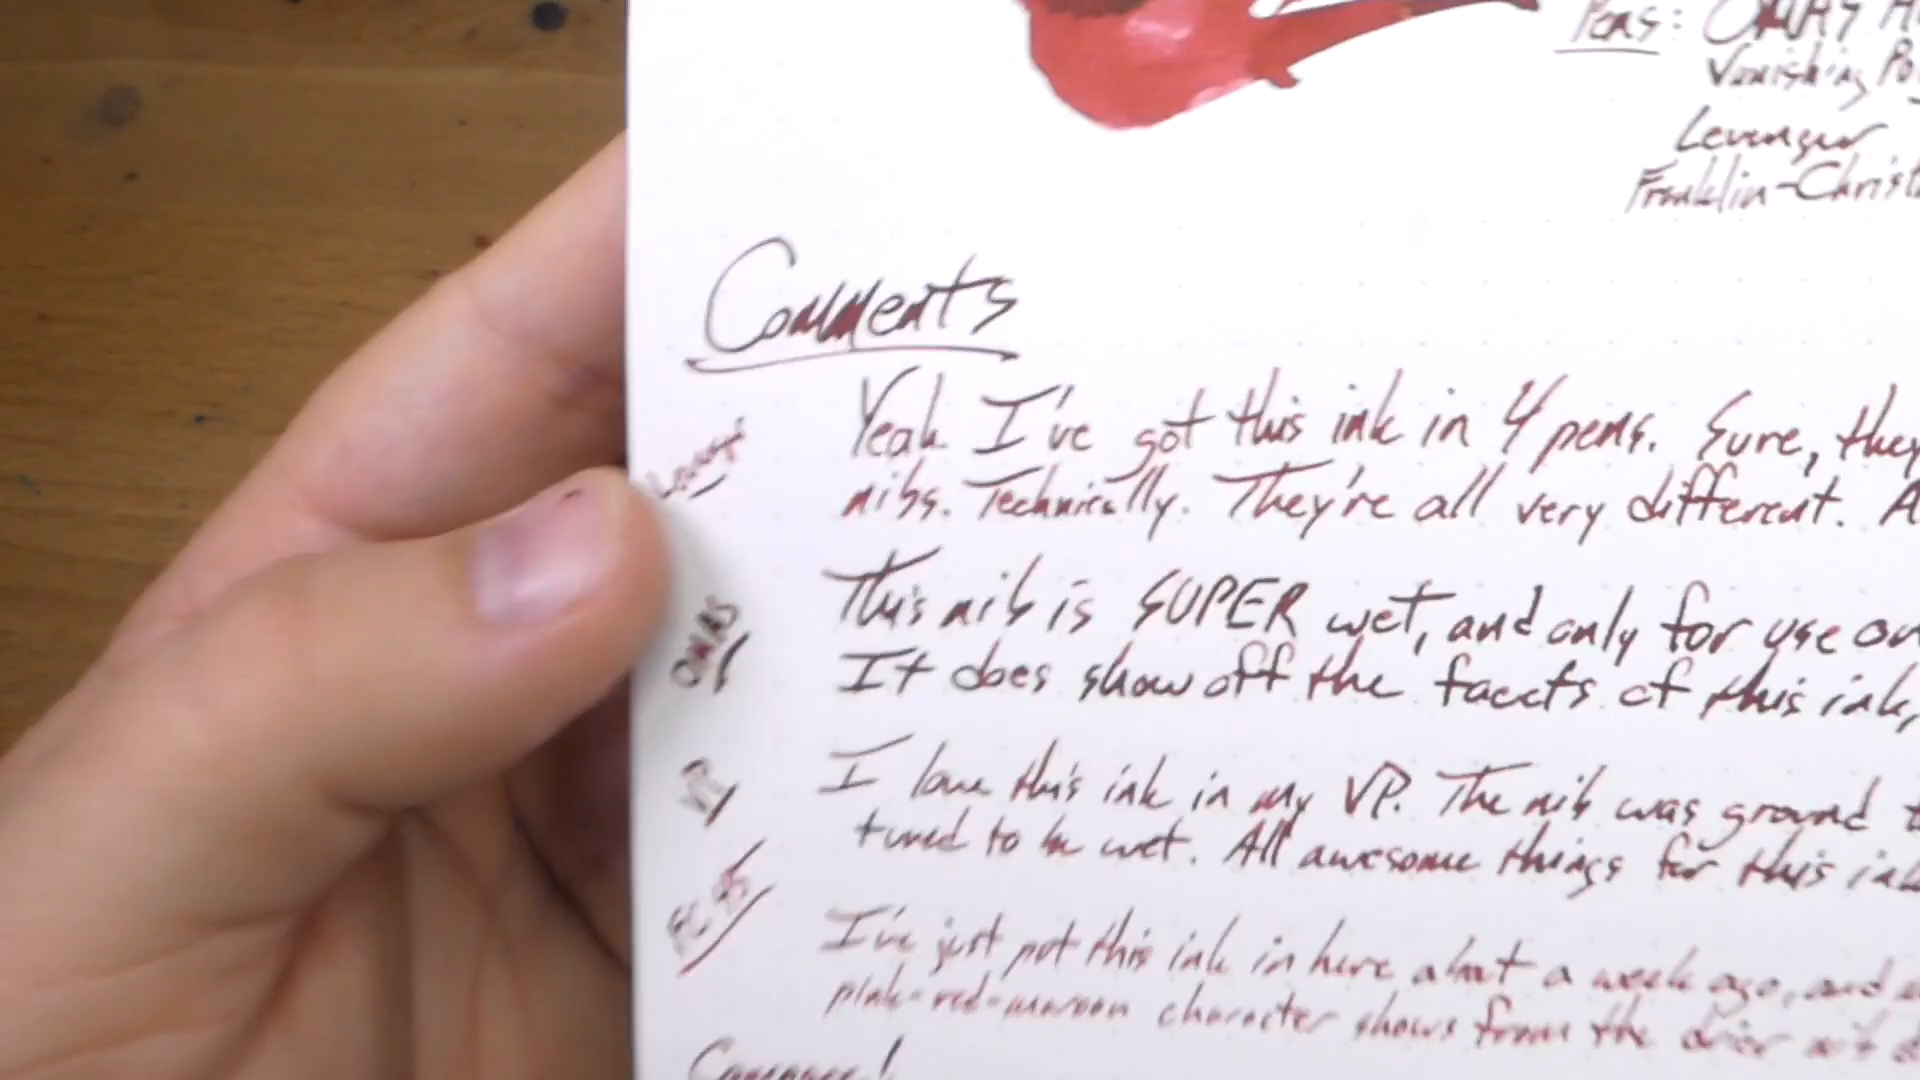 Pens: OMAS
Vanishing Po
Levenger
Franklin-Christ
Comments
Yeah I've got this ink in 4 pens. Sure, they
nibs. Technically. They're all very different. A
OMAS
This nib is SUPER wet, and only for use on
It does show off the facets of this ink,
VP
I love this ink in my VP. The nib was ground t
tuned to be wet. All awesome things for this ink
I've just put this ink in here about a week ago, and
pink-red-maroon character shows from the drier